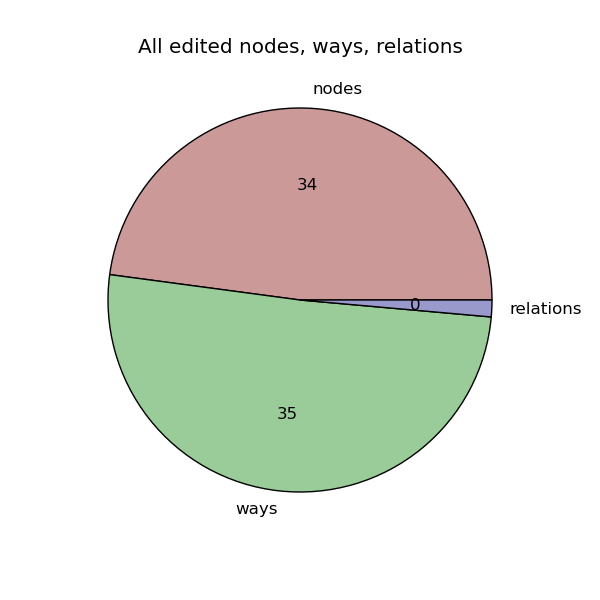 All edited nodes, ways, relations
nodes
34
0
relations
35
ways